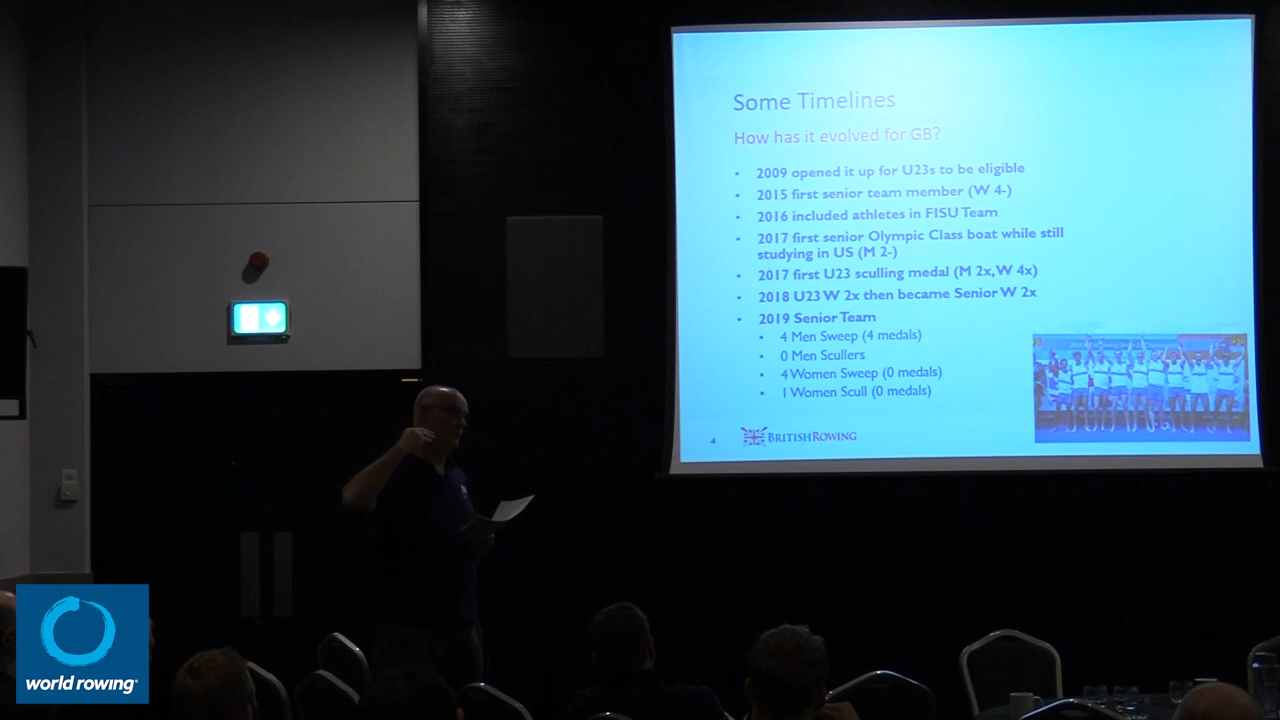 Some Timelines
How has it evolved for GB?
• 2009 opened it up for U23s to be eligible
• 2015 first senior team member (W 4-)
• 2016 included athletes in FISU Team
• 2017 first senior Olympic Class boat while still
studying in US (M 2-)
• 2017 first U23 sculling medal (M 2x, W 4x)
• 2018 U23 W 2x then became Senior W 2x
• 2019 Senior Team
• 4 Men Sweep (4 medals)
• 0 Men Scullers
• 4 Women Sweep (0 medals)
• 1 Women Scull (0 medals)
4
BRITISH ROWING
world rowing